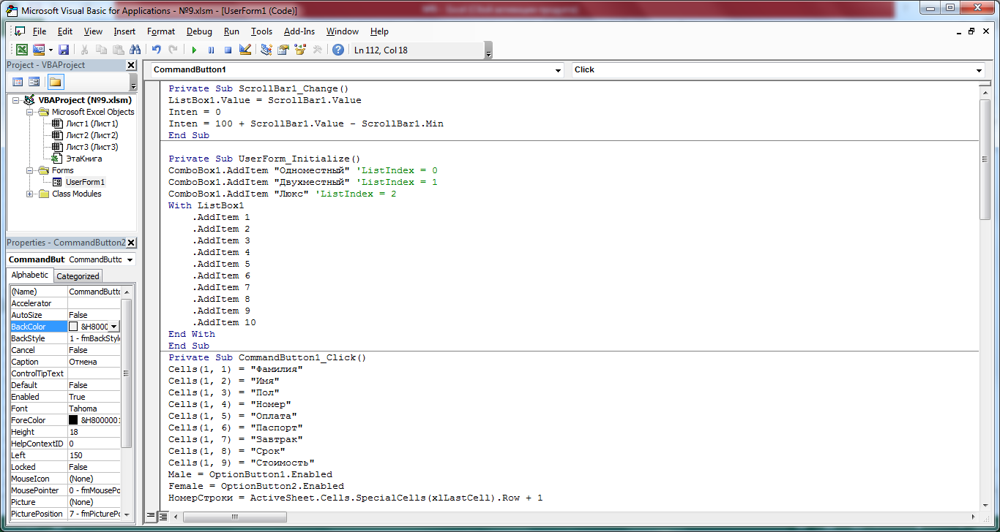 Microsoft Visual Basic for Applications - №9.xlsm - [UserForm1 (Code)]
File Edit View Insert Format Debug Run Tools Add-Ins Window Help
Ln 112, Col 18
Project - VBAProject
VBAProject (№9.xlsm)
Microsoft Excel Objects
Лист1 (Лист1)
Лист2 (Лист2)
Лист3 (Лист3)
ЭтаКнига
Forms
UserForm1
Class Modules
Properties - CommandButton2
CommandBut CommandButto
Alphabetic Categorized
(Name) CommandButto
Accelerator
AutoSize False
BackColor &H8000
BackStyle 1 - fmBackStyle
Cancel False
Caption Отмена
ControlTipText
Default False
Enabled True
Font Tahoma
ForeColor &H8000001
Height 18
HelpContextID 0
Left 150
Locked False
MouseIcon (None)
MousePointer 0 - fmMousePo
Picture (None)
PicturePosition 7 - fmPicturePo
CommandButton1 Click
Private Sub ScrollBar1_Change()
ListBox1.Value = ScrollBar1.Value
Inten = 0
Inten = 100 + ScrollBar1.Value - ScrollBar1.Min
End Sub
Private Sub UserForm_Initialize()
ComboBox1.AddItem "Одноместный" 'ListIndex = 0
ComboBox1.AddItem "Двухместный" 'ListIndex = 1
ComboBox1.AddItem "Люкс" 'ListIndex = 2
With ListBox1
.AddItem 1
.AddItem 2
.AddItem 3
.AddItem 4
.AddItem 5
.AddItem 6
.AddItem 7
.AddItem 8
.AddItem 9
.AddItem 10
End With
End Sub
Private Sub CommandButton1_Click()
Cells(1, 1) = "Фамилия"
Cells(1, 2) = "Имя"
Cells(1, 3) = "Пол"
Cells(1, 4) = "Номер"
Cells(1, 5) = "Оплата"
Cells(1, 6) = "Паспорт"
Cells(1, 7) = "Завтрак"
Cells(1, 8) = "Срок"
Cells(1, 9) = "Стоимость"
Male = OptionButton1.Enabled
Female = OptionButton2.Enabled
НомерСтроки = ActiveSheet.Cells.SpecialCells(xlLastCell).Row + 1